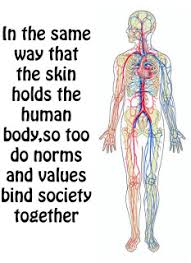 In the same
way that
the skin
holds the
human
body,so too
do norms
and values
bind society
together